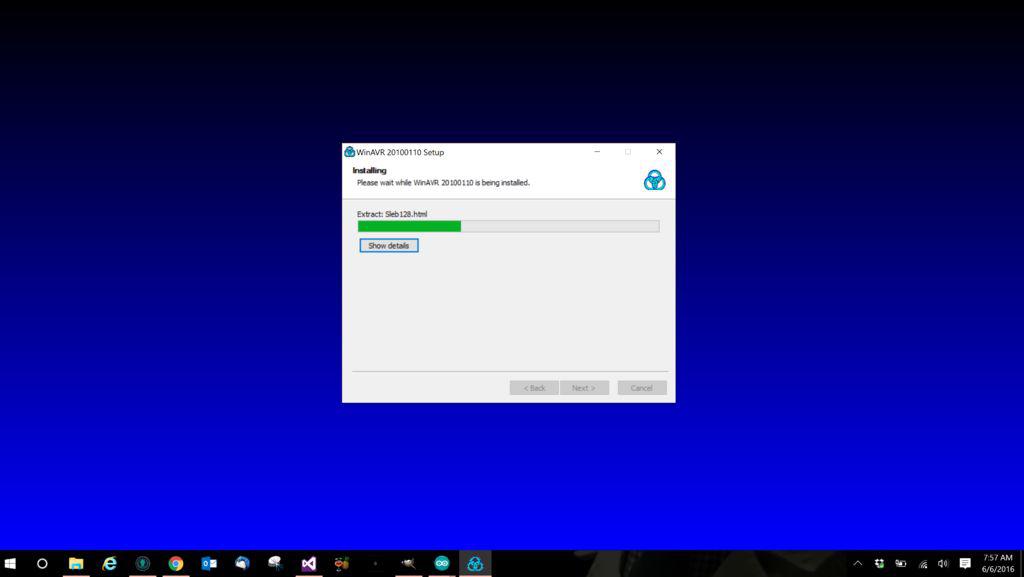 WinAVR 20100110 Setup
Installing
Please wait while WinAVR 20100110 is being installed.
Extract: Sleb128.html
Show details
< Back
Next >
Cancel
7:57 AM
6/6/2016